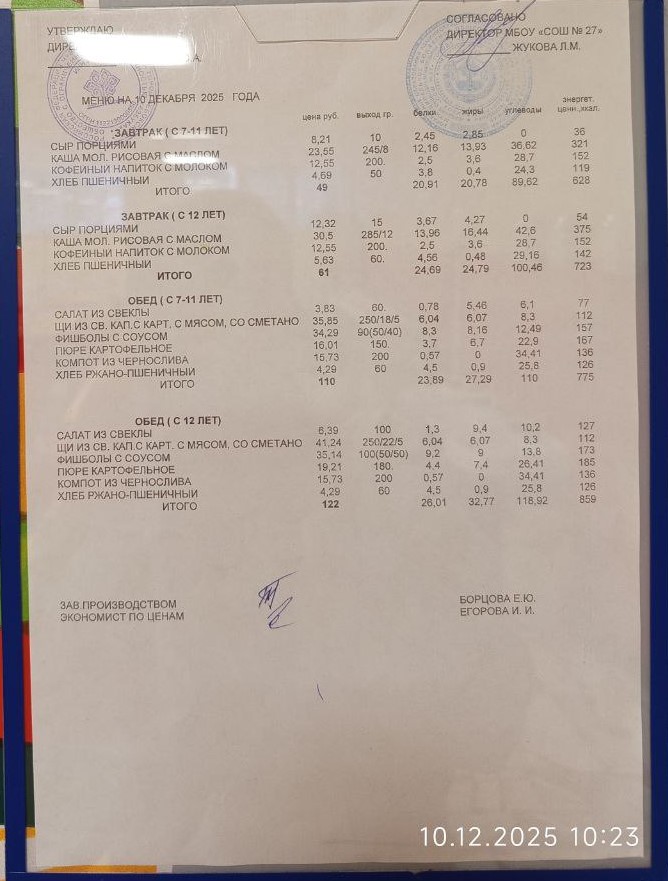 УТВЕРЖДАЮ
СОГЛАСОВАНО
ДИРЕКТОР МБОУ «СОШ № 27»
ЖУКОВА Л.М.
МЕНЮ НА 10 ДЕКАБРЯ 2025 ГОДА
цена руб. выход гр. белки жиры углеводы энергет. ценн.,ккал.
ЗАВТРАК ( С 7-11 ЛЕТ)
СЫР ПОРЦИЯМИ 8,21 10 2,45 2,85 0 36
КАША МОЛ. РИСОВАЯ С МАСЛОМ 23,55 245/8 12,16 13,93 36,62 321
КОФЕЙНЫЙ НАПИТОК С МОЛОКОМ 12,55 200. 2,5 3,6 28,7 152
ХЛЕБ ПШЕНИЧНЫЙ 4,69 50 3,8 0,4 24,3 119
ИТОГО 49 20,91 20,78 89,62 628
ЗАВТРАК ( С 12 ЛЕТ)
СЫР ПОРЦИЯМИ 12,32 15 3,67 4,27 0 54
КАША МОЛ. РИСОВАЯ С МАСЛОМ 30,5 285/12 13,96 16,44 42,6 375
КОФЕЙНЫЙ НАПИТОК С МОЛОКОМ 12,55 200. 2,5 3,6 28,7 152
ХЛЕБ ПШЕНИЧНЫЙ 5,63 60. 4,56 0,48 29,16 142
ИТОГО 61 24,69 24,79 100,46 723
ОБЕД ( С 7-11 ЛЕТ)
САЛАТ ИЗ СВЕКЛЫ 3,83 60. 0,78 5,46 6,1 77
ЩИ ИЗ СВ. КАП.С КАРТ. С МЯСОМ, СО СМЕТАНО 35,85 250/18/5 6,04 6,07 8,3 112
ФИШБОЛЫ С СОУСОМ 34,29 90(50/40) 8,3 8,16 12,49 157
ПЮРЕ КАРТОФЕЛЬНОЕ 16,01 150. 3,7 6,7 22,9 167
КОМПОТ ИЗ ЧЕРНОСЛИВА 15,73 200 0,57 0 34,41 136
ХЛЕБ РЖАНО-ПШЕНИЧНЫЙ 4,29 60 4,5 0,9 25,8 126
ИТОГО 110 23,89 27,29 110 775
ОБЕД ( С 12 ЛЕТ)
САЛАТ ИЗ СВЕКЛЫ 6,39 100 1,3 9,4 10,2 127
ЩИ ИЗ СВ. КАП.С КАРТ. С МЯСОМ, СО СМЕТАНО 41,24 250/22/5 6,04 6,07 8,3 112
ФИШБОЛЫ С СОУСОМ 35,14 100(50/50) 9,2 9 13,8 173
ПЮРЕ КАРТОФЕЛЬНОЕ 19,21 180. 4,4 7,4 26,41 185
КОМПОТ ИЗ ЧЕРНОСЛИВА 15,73 200 0,57 0 34,41 136
ХЛЕБ РЖАНО-ПШЕНИЧНЫЙ 4,29 60 4,5 0,9 25,8 126
ИТОГО 122 26,01 32,77 118,92 859
ЗАВ.ПРОИЗВОДСТВОМ БОРЦОВА Е.Ю.
ЭКОНОМИСТ ПО ЦЕНАМ ЕГОРОВА И. И.
10.12.2025 10:23